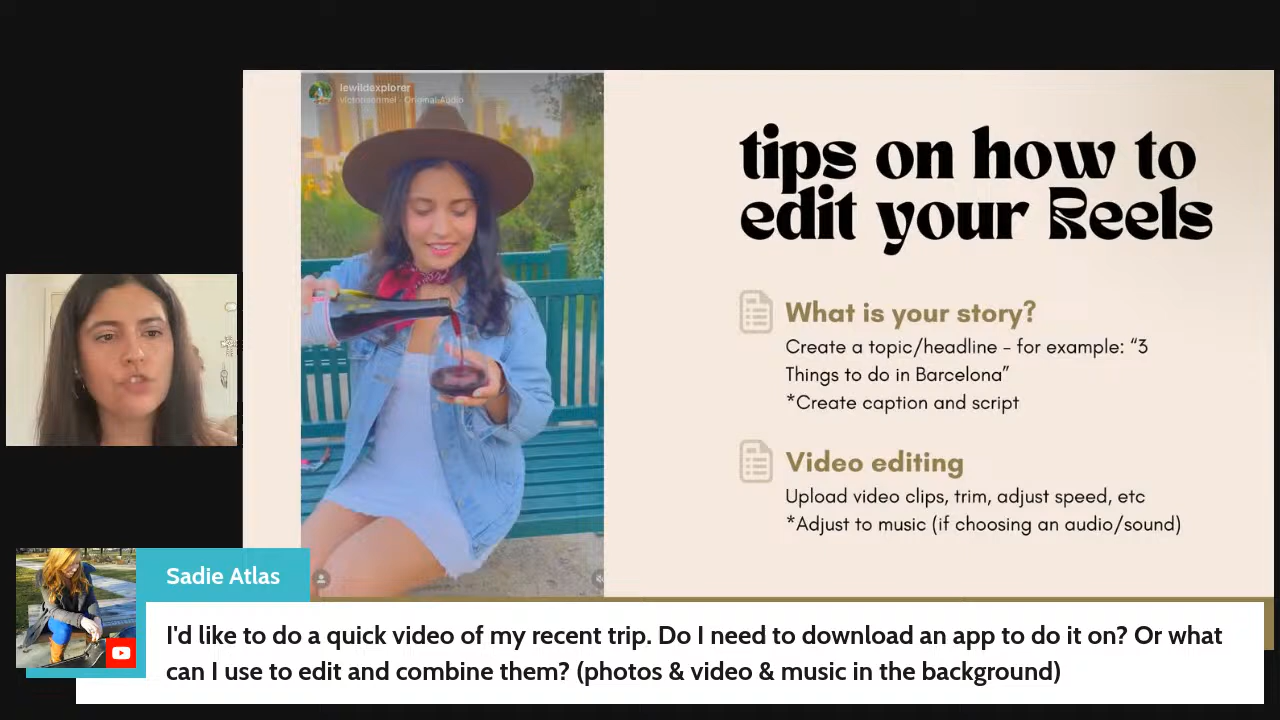 lewildexplorer
victoriaonmel · Original Audio
tips on how to
edit your Reels
What is your story?
Create a topic/headline – for example: “3
Things to do in Barcelona”
*Create caption and script
Video editing
Upload video clips, trim, adjust speed, etc
*Adjust to music (if choosing an audio/sound)
Sadie Atlas
I'd like to do a quick video of my recent trip. Do I need to download an app to do it on? Or what
can I use to edit and combine them? (photos & video & music in the background)